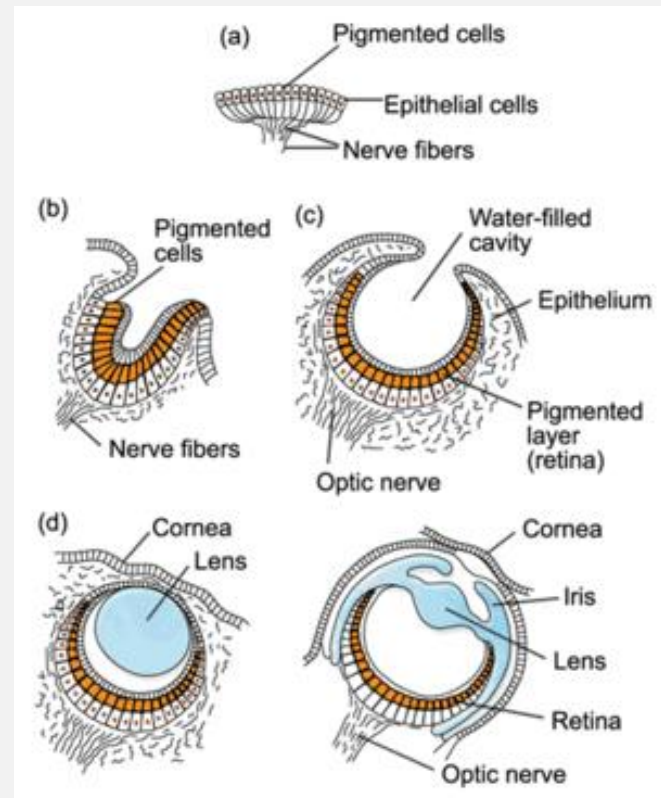 (a)
Pigmented cells
Epithelial cells
Nerve fibers
(b)
Pigmented
cells
Nerve fibers
(c)
Water-filled
cavity
Epithelium
Pigmented
layer
(retina)
Optic nerve
(d)
Cornea
Lens
Cornea
Iris
Lens
Retina
Optic nerve